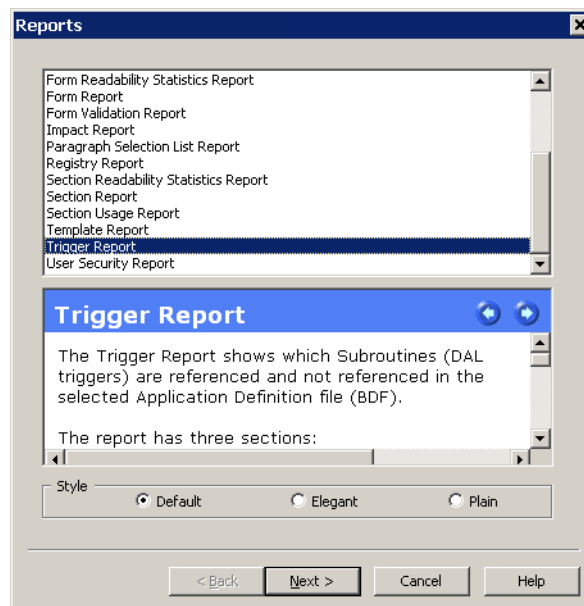 Reports
Form Readability Statistics Report
Form Report
Form Validation Report
Impact Report
Paragraph Selection List Report
Registry Report
Section Readability Statistics Report
Section Report
Section Usage Report
Template Report
Trigger Report
User Security Report
Trigger Report
The Trigger Report shows which Subroutines (DAL
triggers) are referenced and not referenced in the
selected Application Definition file (BDF).
The report has three sections:
Style
Default Elegant Plain
< Back Next > Cancel Help